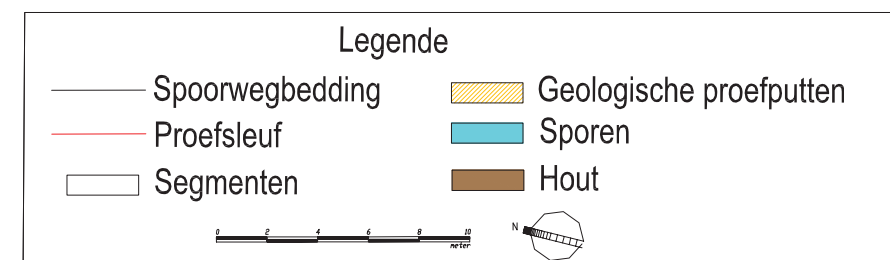 Legende
Spoorwegbedding
Geologische proefputten
Proefsleuf
Sporen
Segmenten
Hout
0 2 4 6 8 10
meter
N